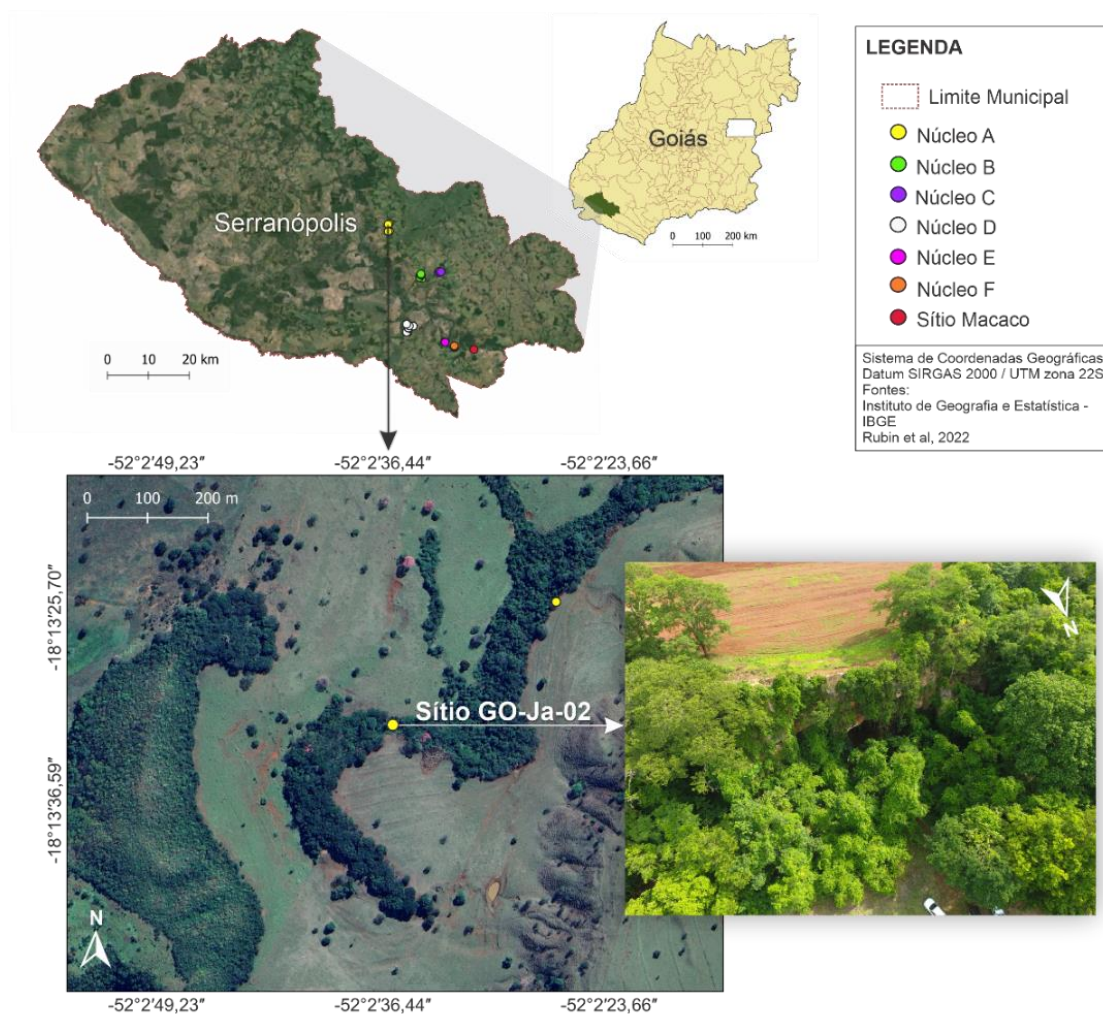 Serranópolis
0 10 20 km
Goiás
0 100 200 km
LEGENDA
Limite Municipal
Núcleo A
Núcleo B
Núcleo C
Núcleo D
Núcleo E
Núcleo F
Sítio Macaco
Sistema de Coordenadas Geográficas
Datum SIRGAS 2000 / UTM zona 22S
Fontes:
Instituto de Geografia e Estatística -
IBGE
Rubin et al, 2022
-52°2'49,23" -52°2'36,44" -52°2'23,66"
0 100 200 m
-18°13'25,70"
-18°13'36,59"
Sítio GO-Ja-02
N
N
-52°2'49,23" -52°2'36,44" -52°2'23,66"